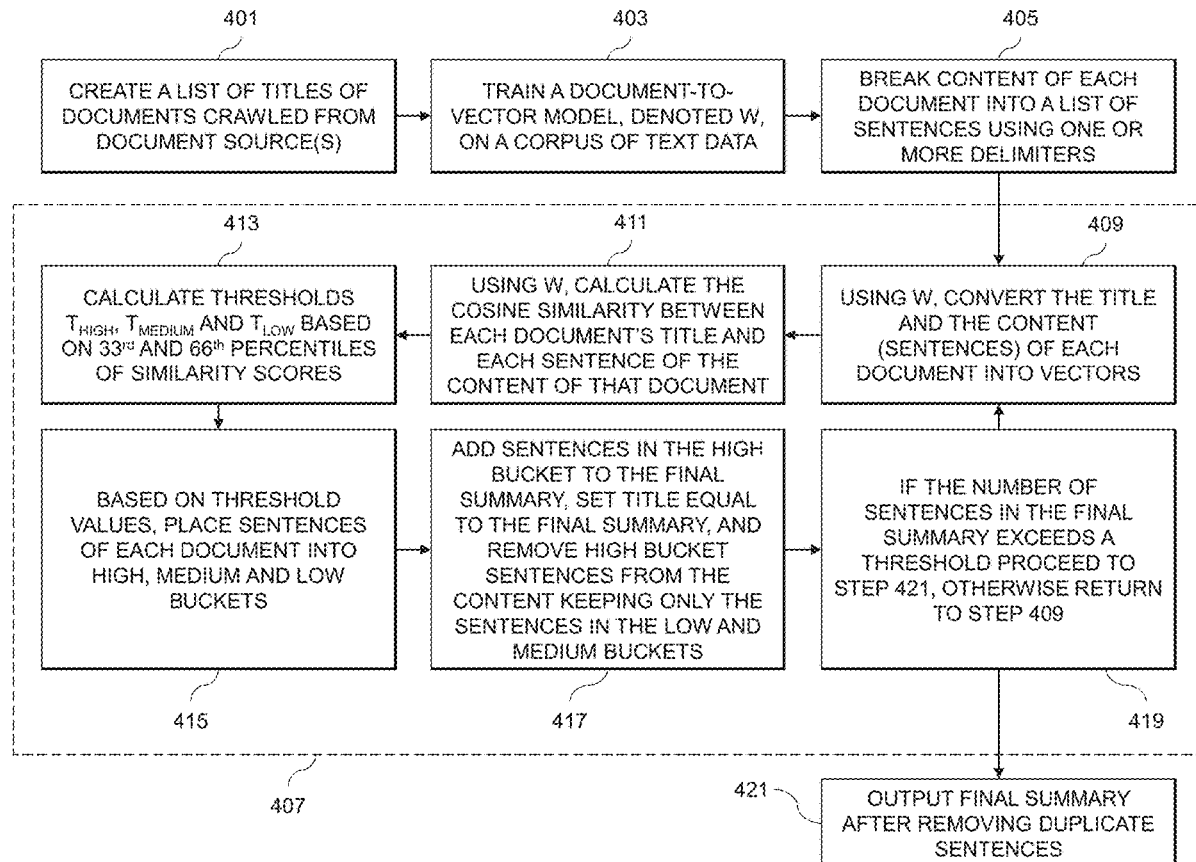 401
CREATE A LIST OF TITLES OF
DOCUMENTS CRAWLED FROM
DOCUMENT SOURCE(S)
403
TRAIN A DOCUMENT-TO-
VECTOR MODEL, DENOTED W,
ON A CORPUS OF TEXT DATA
405
BREAK CONTENT OF EACH
DOCUMENT INTO A LIST OF
SENTENCES USING ONE OR
MORE DELIMITERS
409
USING W, CONVERT THE TITLE
AND THE CONTENT
(SENTENCES) OF EACH
DOCUMENT INTO VECTORS
411
USING W, CALCULATE THE
COSINE SIMILARITY BETWEEN
EACH DOCUMENT'S TITLE AND
EACH SENTENCE OF THE
CONTENT OF THAT DOCUMENT
413
CALCULATE THRESHOLDS
THIGH, TMEDIUM AND TLOW BASED
ON 33rd AND 66th PERCENTILES
OF SIMILARITY SCORES
BASED ON THRESHOLD
VALUES, PLACE SENTENCES
OF EACH DOCUMENT INTO
HIGH, MEDIUM AND LOW
BUCKETS
415
ADD SENTENCES IN THE HIGH
BUCKET TO THE FINAL
SUMMARY, SET TITLE EQUAL
TO THE FINAL SUMMARY, AND
REMOVE HIGH BUCKET
SENTENCES FROM THE
CONTENT KEEPING ONLY THE
SENTENCES IN THE LOW AND
MEDIUM BUCKETS
417
IF THE NUMBER OF
SENTENCES IN THE FINAL
SUMMARY EXCEEDS A
THRESHOLD PROCEED TO
STEP 421, OTHERWISE RETURN
TO STEP 409
419
407
421
OUTPUT FINAL SUMMARY
AFTER REMOVING DUPLICATE
SENTENCES